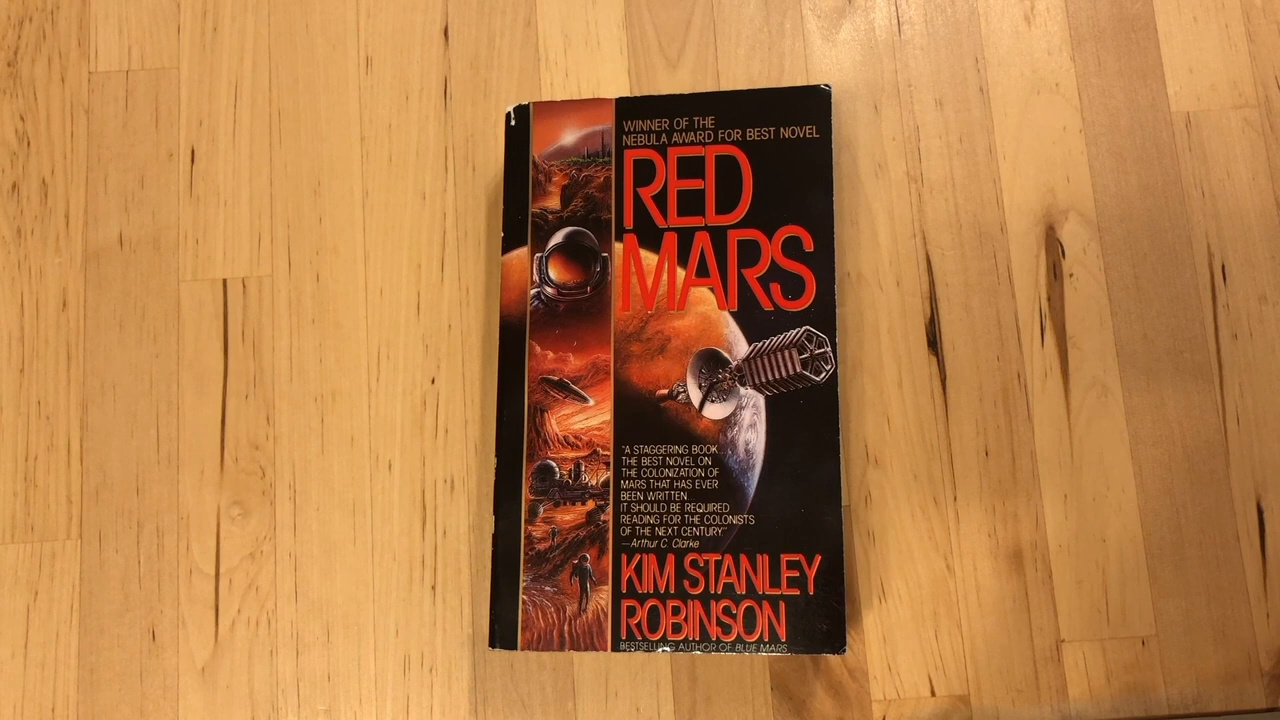 WINNER OF THE
NEBULA AWARD FOR BEST NOVEL
RED
MARS
"A STAGGERING BOOK...
THE BEST NOVEL ON
THE COLONIZATION OF
MARS THAT HAS EVER
BEEN WRITTEN...
IT SHOULD BE REQUIRED
READING FOR THE COLONISTS
OF THE NEXT CENTURY."
—Arthur C. Clarke
KIM STANLEY
ROBINSON
BESTSELLING AUTHOR OF BLUE MARS